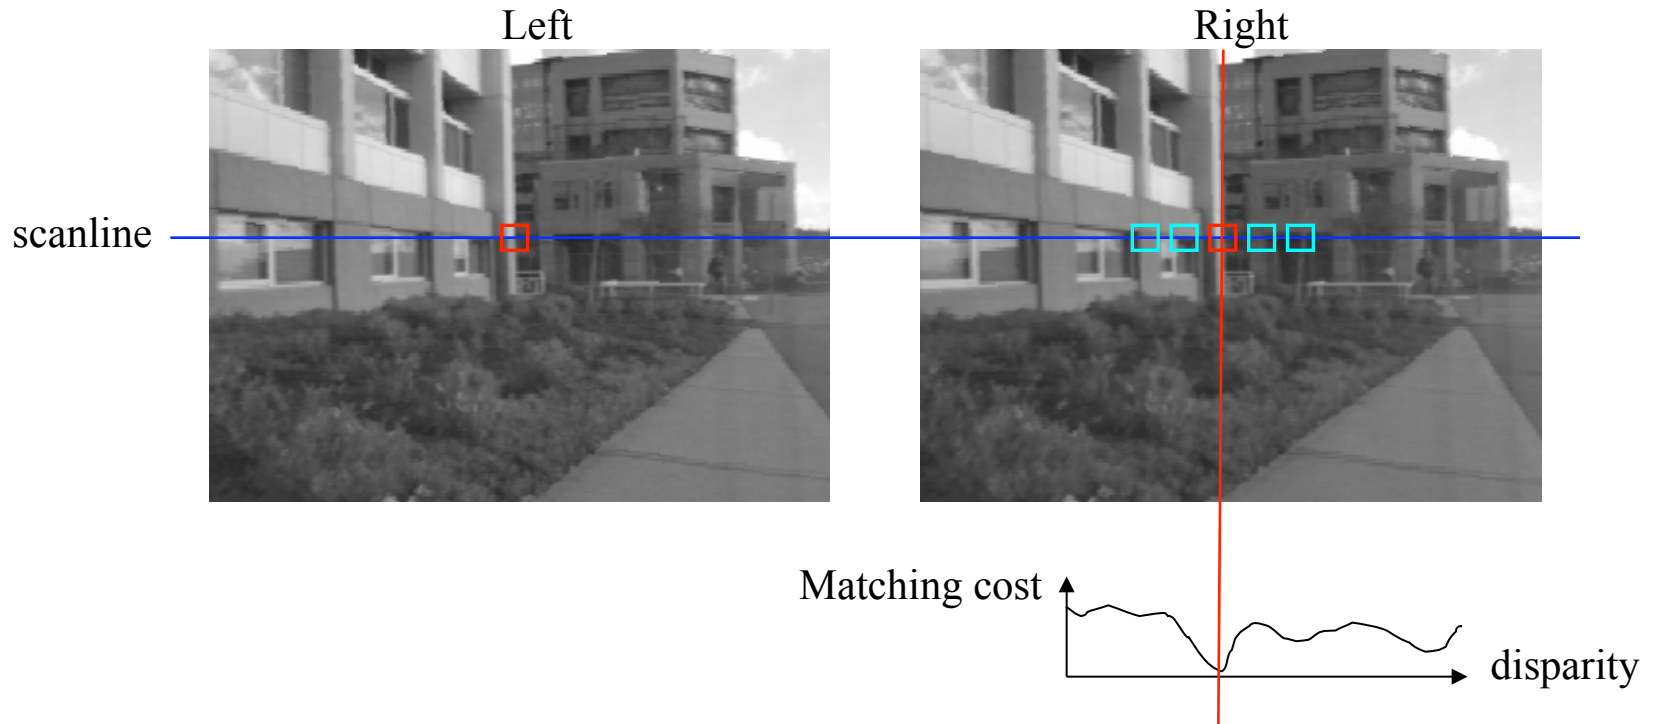 Left
Right
scanline
Matching cost
disparity